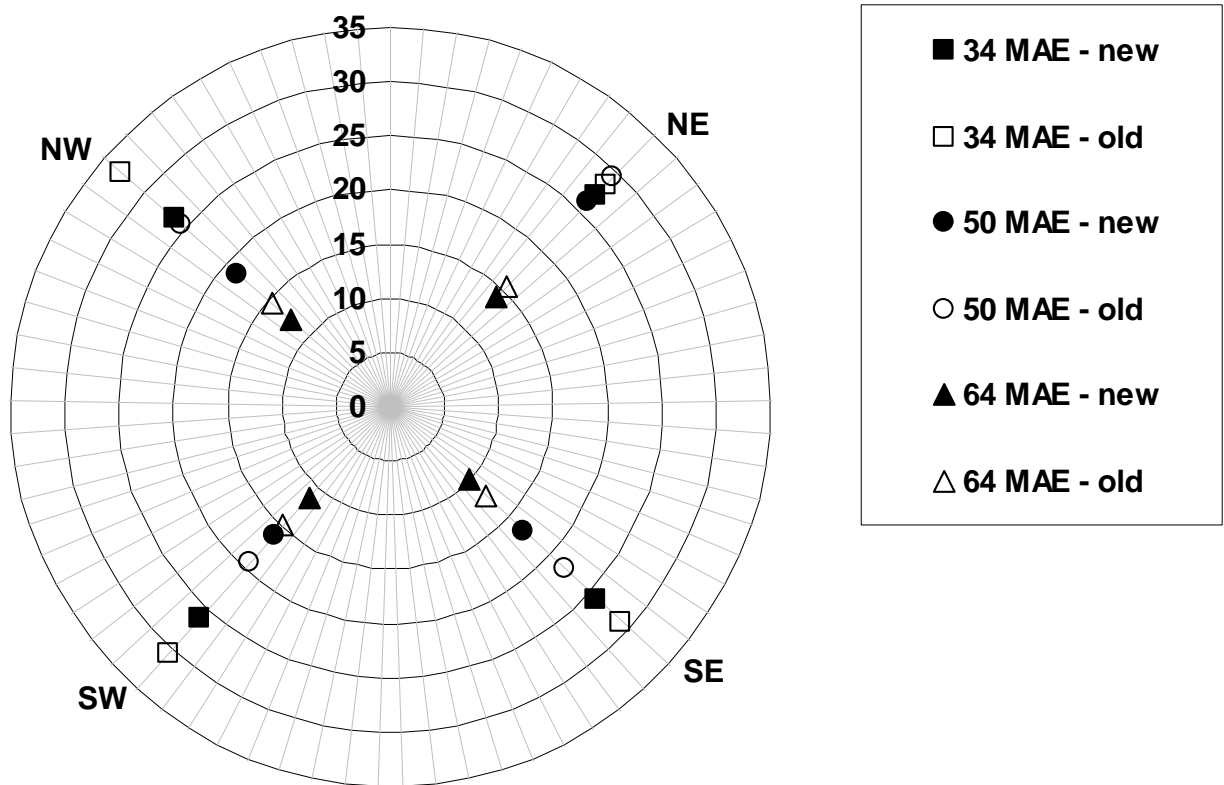 35
30
25
20
15
10
5
0
NW
NE
SW
SE
34 MAE - new
34 MAE - old
50 MAE - new
50 MAE - old
64 MAE - new
64 MAE - old